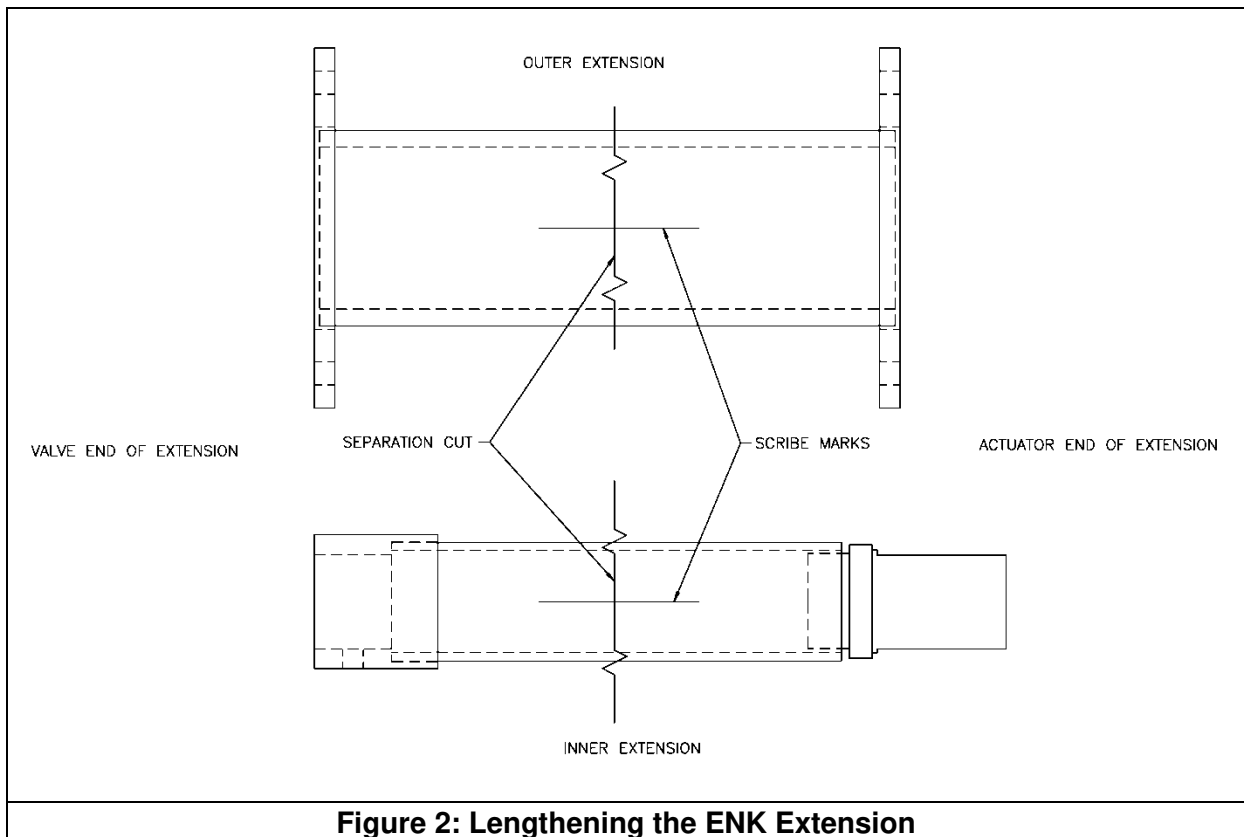 OUTER EXTENSION
VALVE END OF EXTENSION
SEPARATION CUT
SCRIBE MARKS
ACTUATOR END OF EXTENSION
INNER EXTENSION
Figure 2: Lengthening the ENK Extension